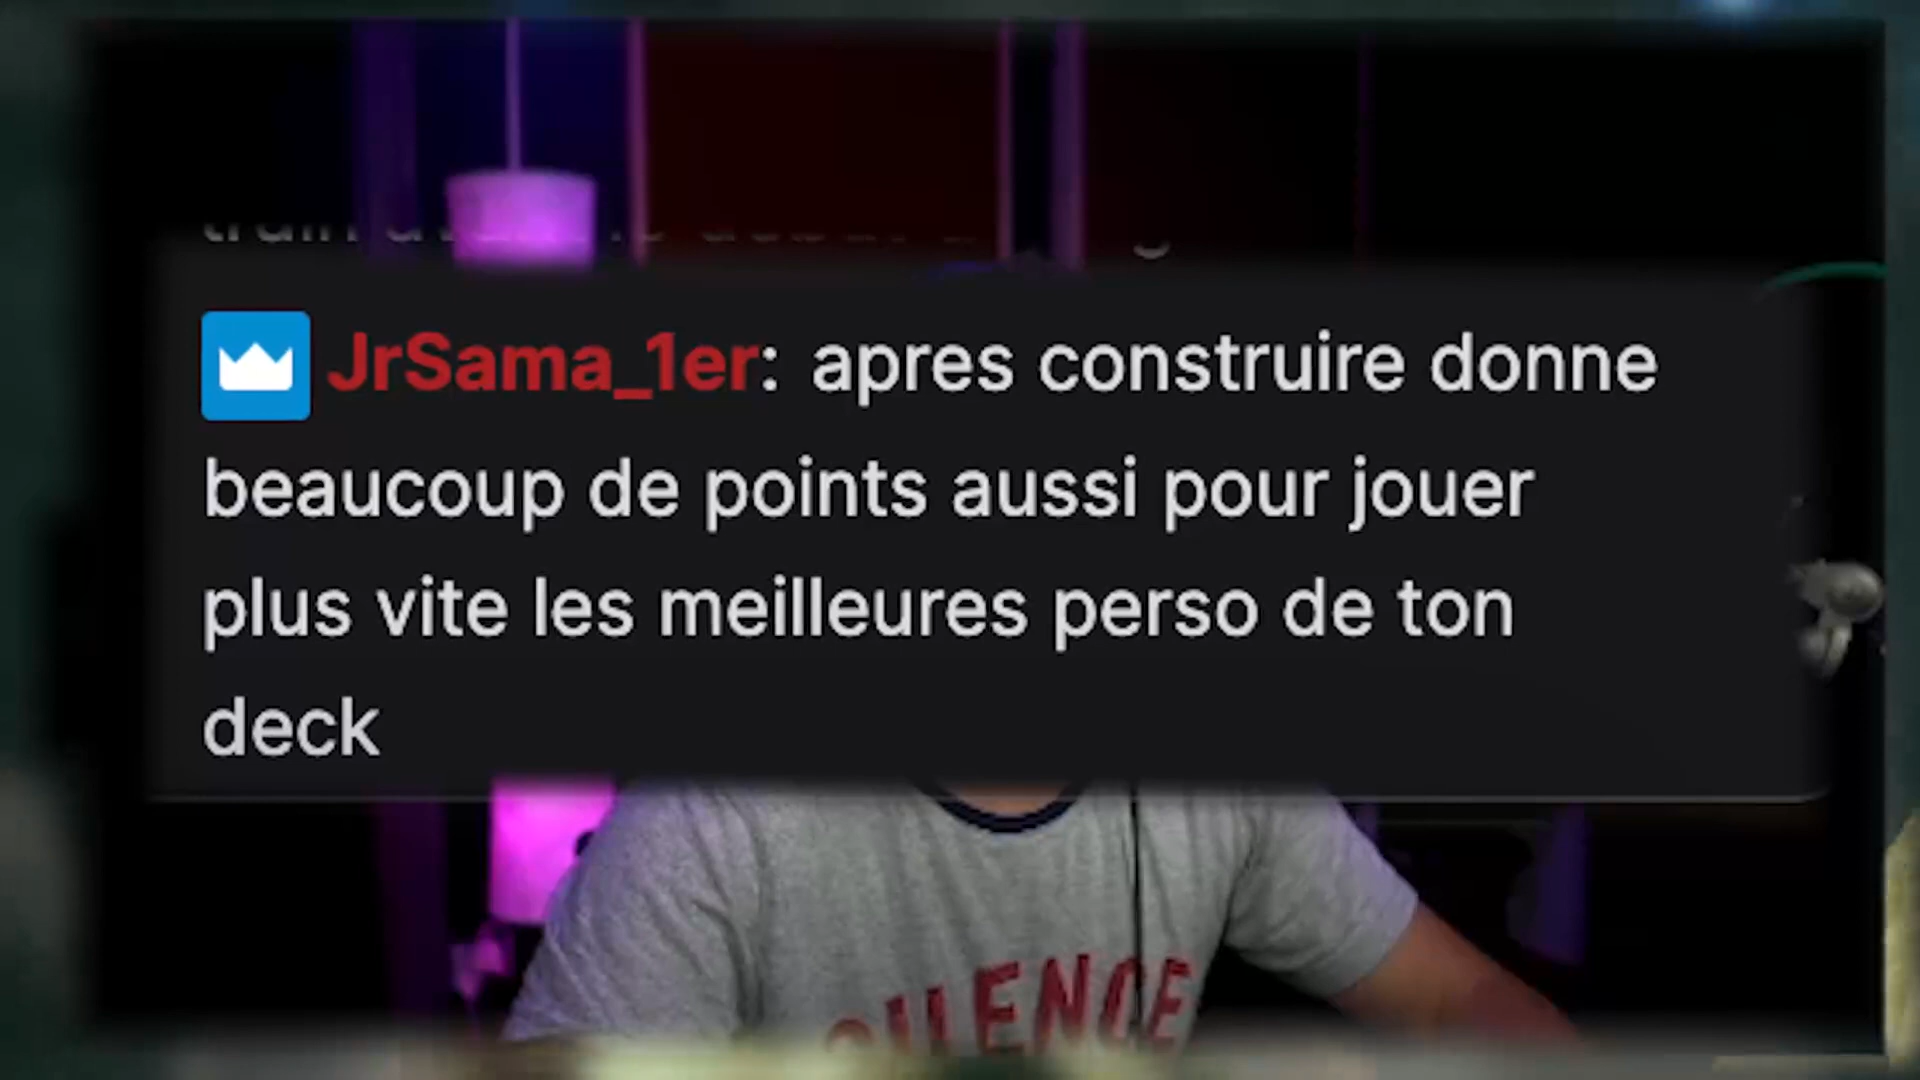 JrSama_1er: apres construire donne
beaucoup de points aussi pour jouer
plus vite les meilleures perso de ton
deck